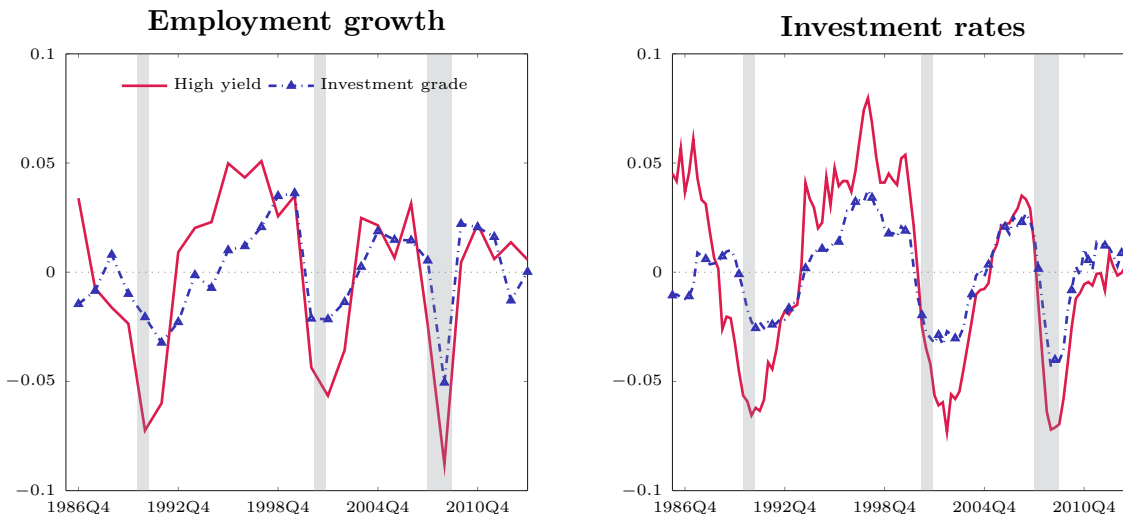 Employment growth
0.1
High yield
Investment grade
0.05
0
−0.05
−0.1
1986Q4 1992Q4 1998Q4 2004Q4 2010Q4
Investment rates
0.1
0.05
0
−0.05
−0.1
1986Q4 1992Q4 1998Q4 2004Q4 2010Q4